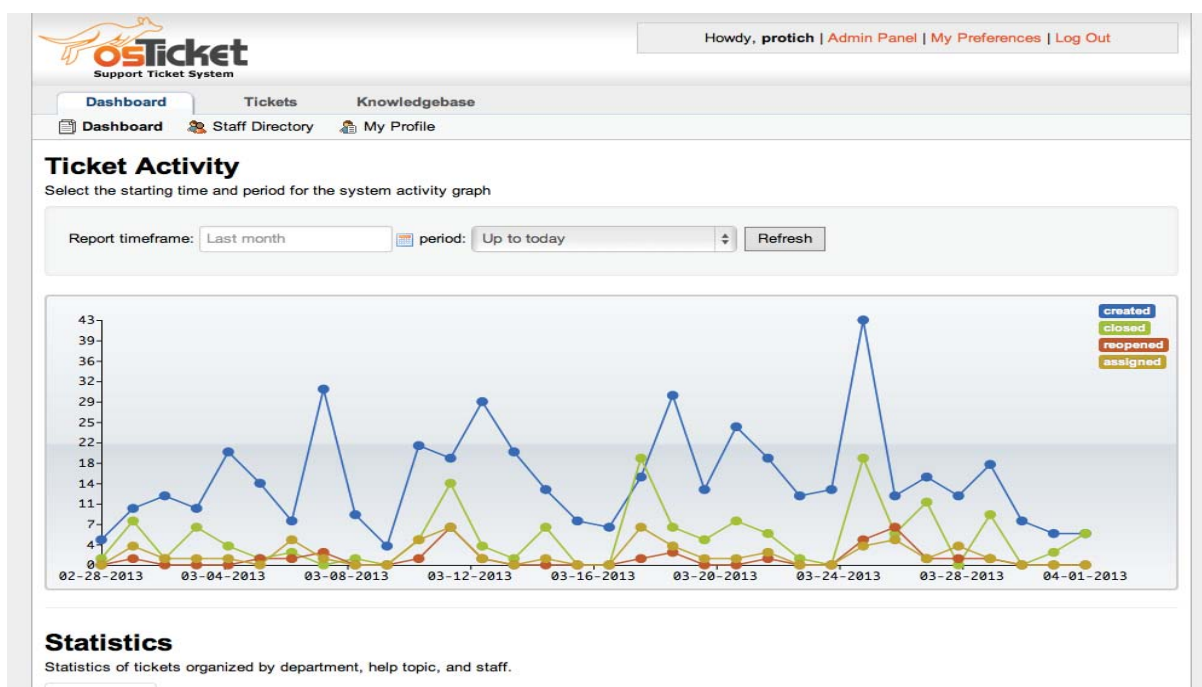 osTicket
Support Ticket System
Howdy, protich | Admin Panel | My Preferences | Log Out
Dashboard Tickets Knowledgebase
Dashboard Staff Directory My Profile
Ticket Activity
Select the starting time and period for the system activity graph
Report timeframe: Last month period: Up to today Refresh
created
closed
reopened
assigned
43
39
36
32
29
25
22
18
14
11
7
4
0
02-28-2013 03-04-2013 03-08-2013 03-12-2013 03-16-2013 03-20-2013 03-24-2013 03-28-2013 04-01-2013
Statistics
Statistics of tickets organized by department, help topic, and staff.